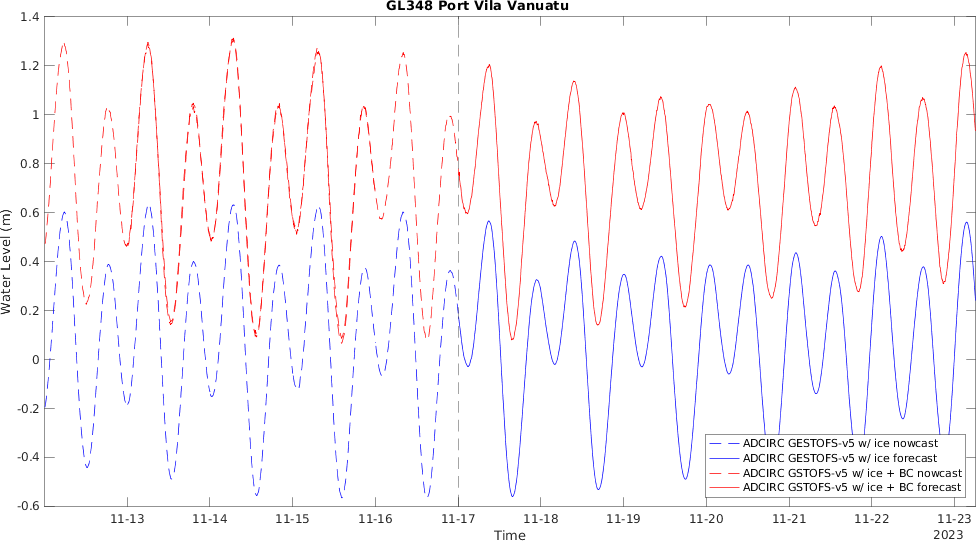 GL348 Port Vila Vanuatu
1.4
1.2
1
0.8
0.6
0.4
0.2
0
-0.2
-0.4
-0.6
Water Level (m)
ADCIRC GESTOFS-v5 w/ ice nowcast
ADCIRC GESTOFS-v5 w/ ice forecast
ADCIRC GSTOFS-v5 w/ ice + BC nowcast
ADCIRC GSTOFS-v5 w/ ice + BC forecast
11-13 11-14 11-15 11-16 11-17 11-18 11-19 11-20 11-21 11-22 11-23
Time 2023